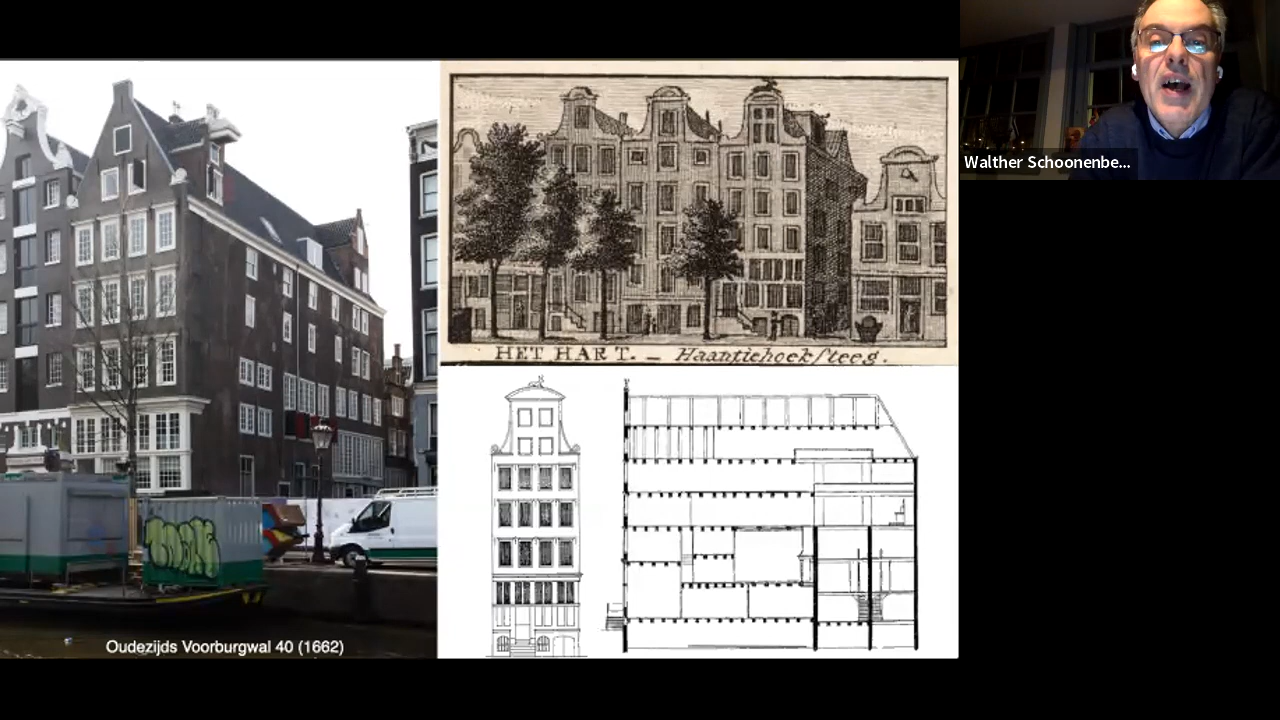 HET HART. – Haantiehoeksteeg.
Walther Schoonenbe...
Oudezijds Voorburgwal 40 (1662)